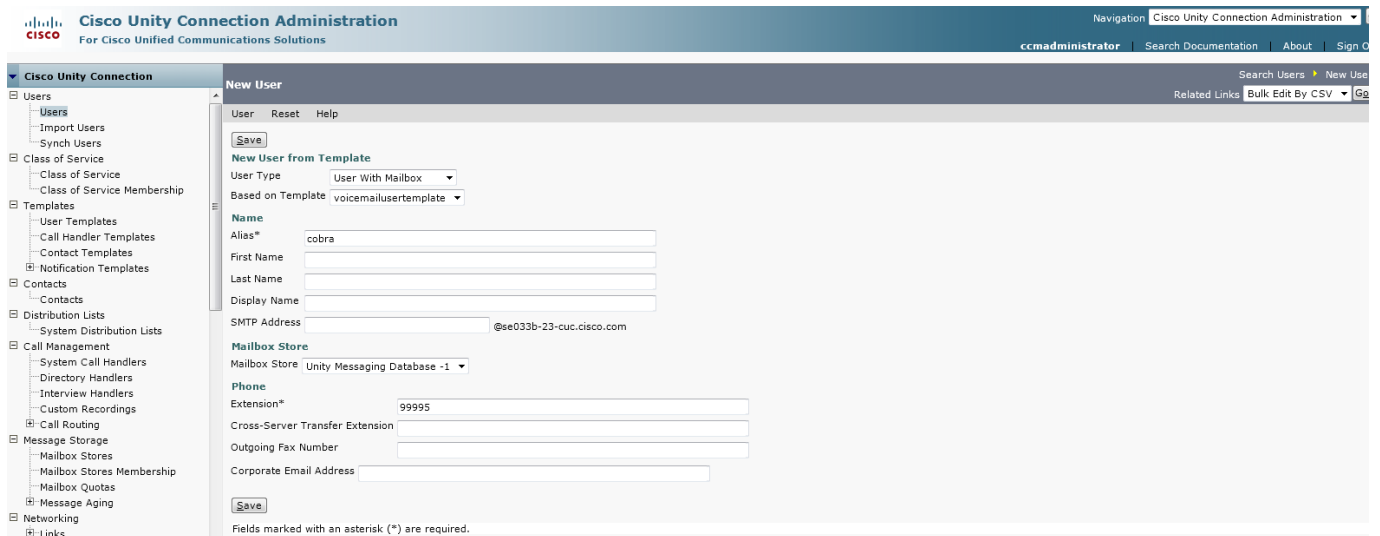 Cisco Unity Connection Administration
For Cisco Unified Communications Solutions
CISCO
Navigation Cisco Unity Connection Administration
ccmadministrator Search Documentation About Sign O
Cisco Unity Connection
Users
Users
Import Users
Synch Users
Class of Service
Class of Service
Class of Service Membership
Templates
User Templates
Call Handler Templates
Contact Templates
Notification Templates
Contacts
Contacts
Distribution Lists
System Distribution Lists
Call Management
System Call Handlers
Directory Handlers
Interview Handlers
Custom Recordings
Call Routing
Message Storage
Mailbox Stores
Mailbox Stores Membership
Mailbox Quotas
Message Aging
Networking
Links
New User
Search Users New Use
Related Links Bulk Edit By CSV Go
User Reset Help
Save
New User from Template
User Type User With Mailbox
Based on Template voicemailusertemplate
Name
Alias* cobra
First Name
Last Name
Display Name
SMTP Address @se033b-23-cuc.cisco.com
Mailbox Store
Mailbox Store Unity Messaging Database -1
Phone
Extension* 99995
Cross-Server Transfer Extension
Outgoing Fax Number
Corporate Email Address
Save
Fields marked with an asterisk (*) are required.